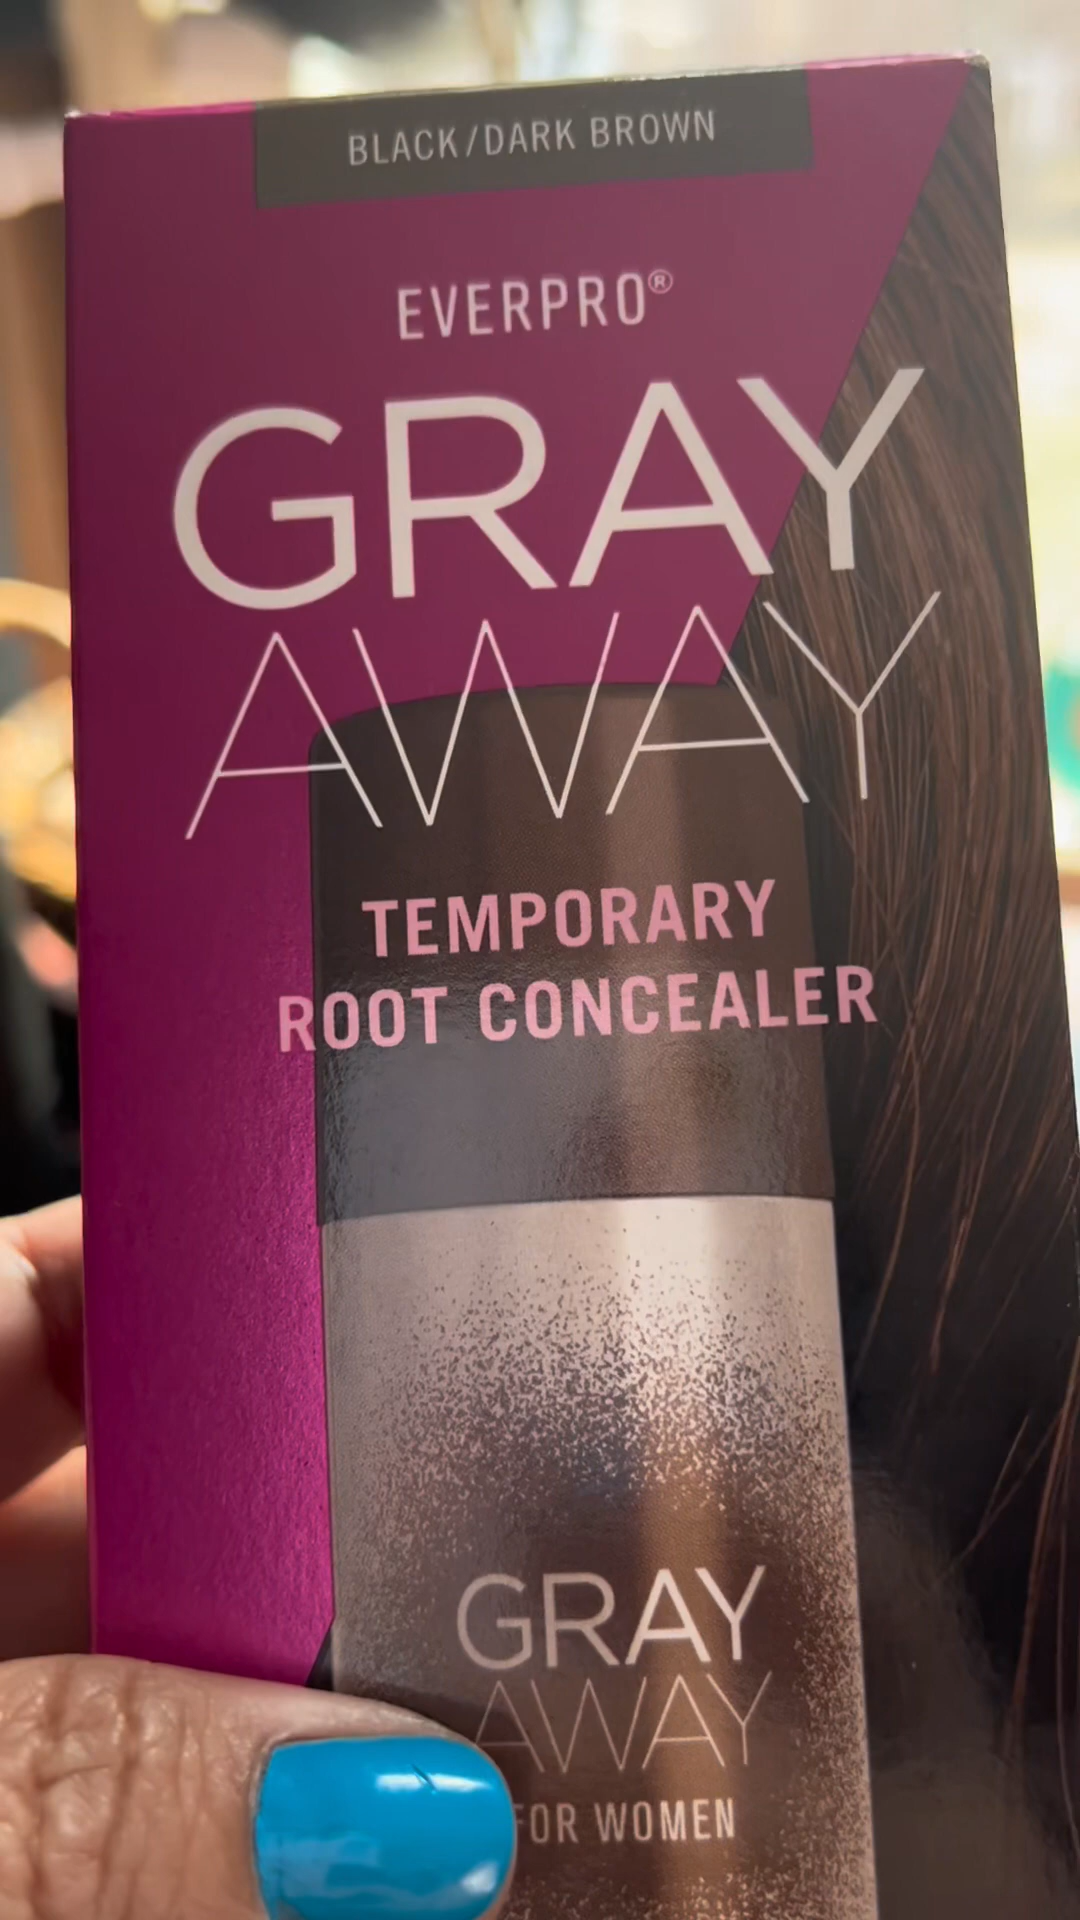 BLACK/DARK BROWN
EVERPRO®
GRAY
AWAY
TEMPORARY
ROOT CONCEALER
GRAY
AWAY
FOR WOMEN